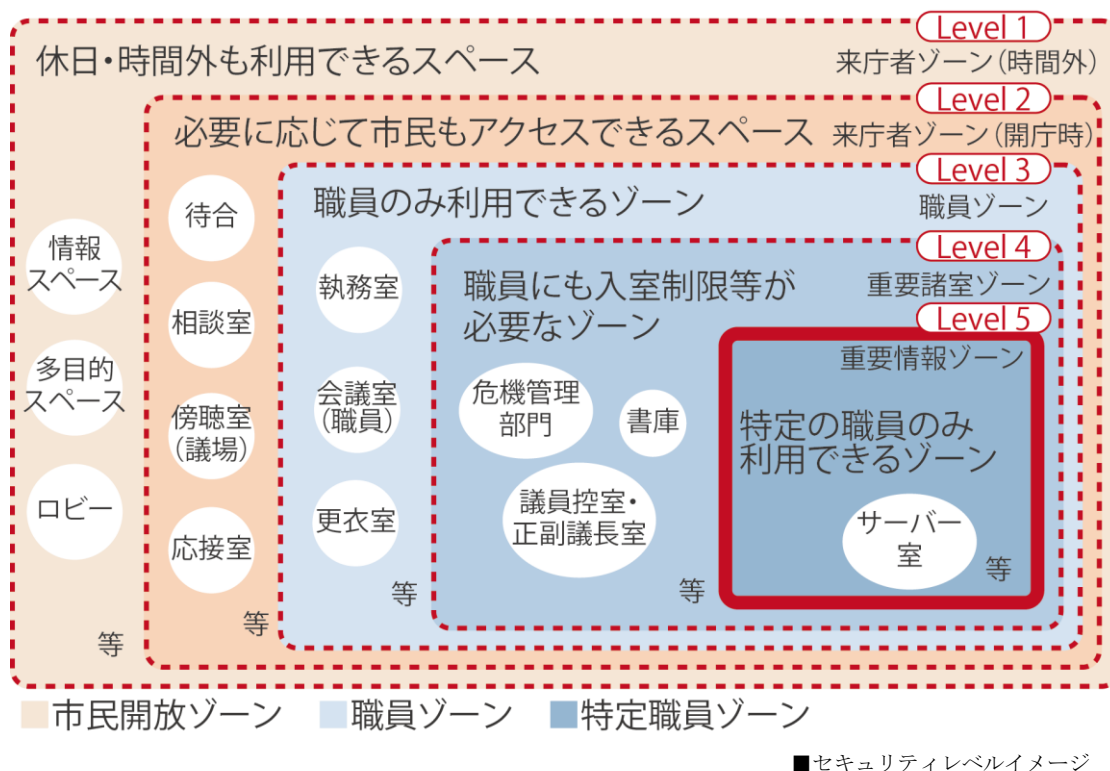 Level 1
休日・時間外も利用できるスペース
来庁者ゾーン(時間外)
Level 2
必要に応じて市民もアクセスできるスペース
来庁者ゾーン(開庁時)
Level 3
職員のみ利用できるゾーン
職員ゾーン
Level 4
職員にも入室制限等が
必要なゾーン
重要諸室ゾーン
Level 5
重要情報ゾーン
特定の職員のみ
利用できるゾーン
情報
スペース
多目的
スペース
ロビー
等
待合
相談室
傍聴室
(議場)
応接室
等
執務室
会議室
(職員)
更衣室
等
危機管理
部門
書庫
議員控室・
正副議長室
等
サーバー
室
等
市民開放ゾーン
職員ゾーン
特定職員ゾーン
■セキュリティレベルイメージ